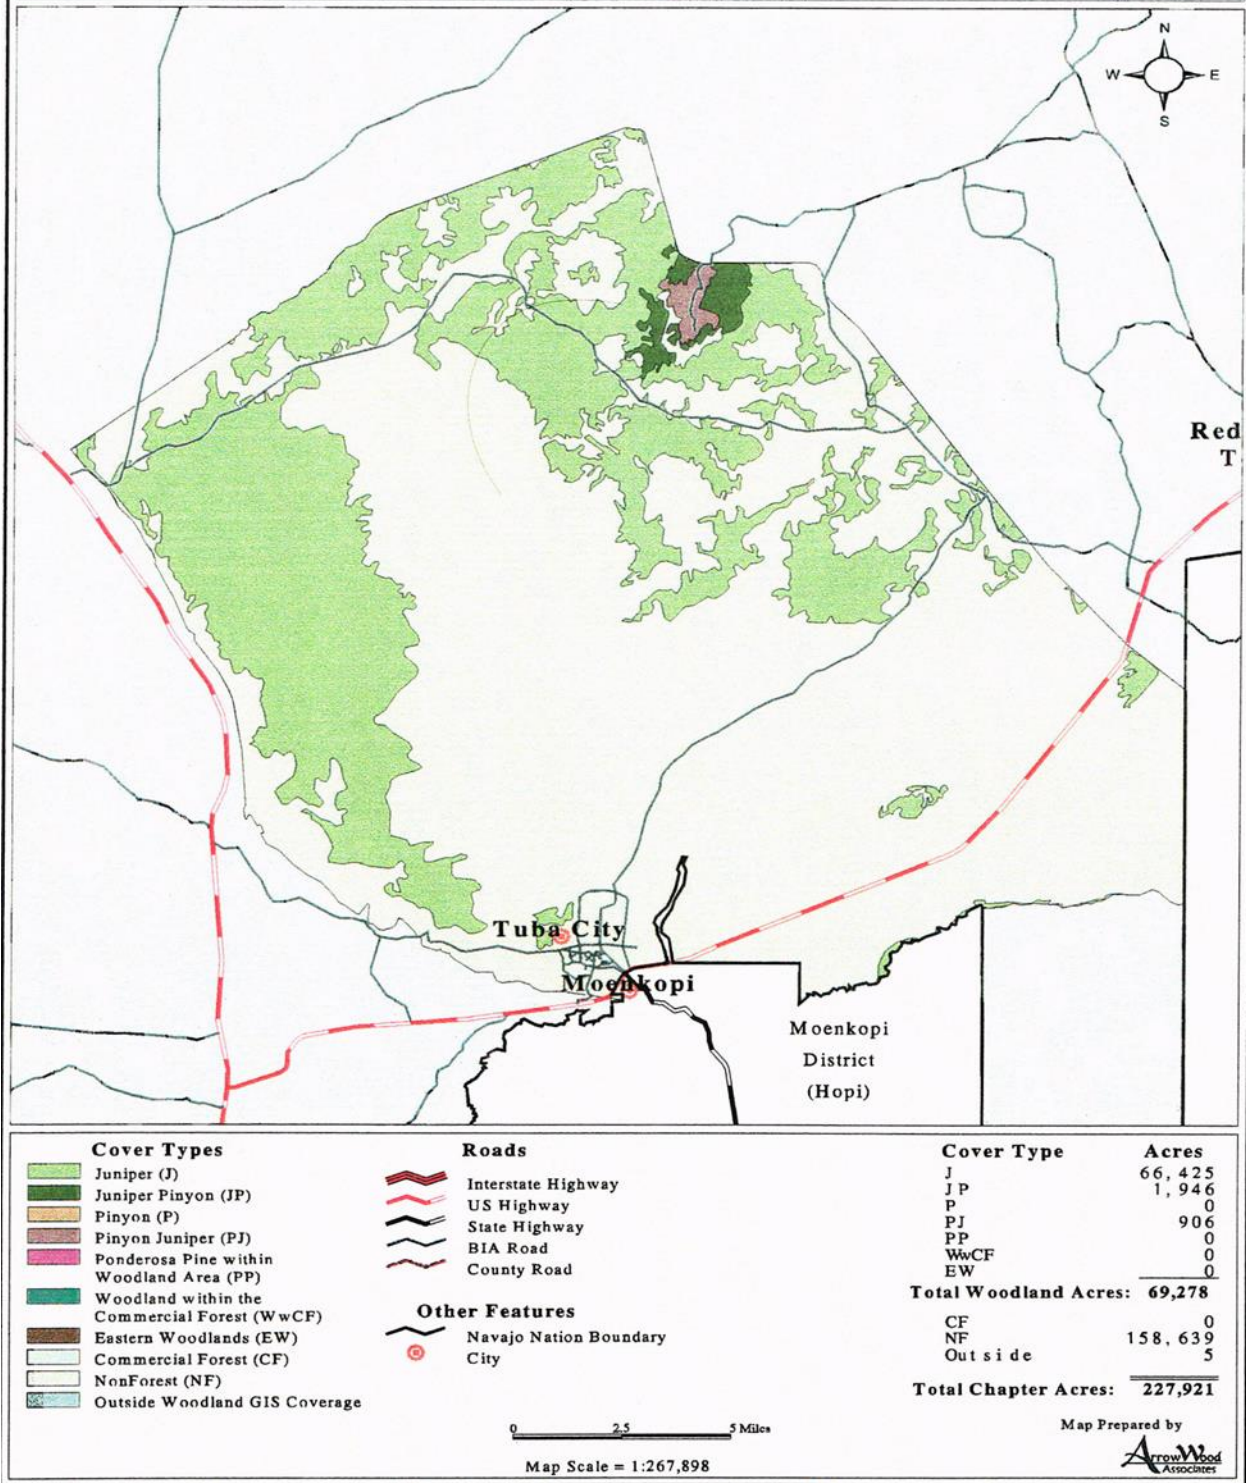 N
W E
S
Red
T
Tuba City
Moenkopi
Moenkopi
District
(Hopi)
Cover Types
Juniper (J)
Juniper Pinyon (JP)
Pinyon (P)
Pinyon Juniper (PJ)
Ponderosa Pine within
Woodland Area (PP)
Woodland within the
Commercial Forest (WwCF)
Eastern Woodlands (EW)
Commercial Forest (CF)
NonForest (NF)
Outside Woodland GIS Coverage
Roads
Interstate Highway
US Highway
State Highway
BIA Road
County Road
Other Features
Navajo Nation Boundary
City
0 2.5 5 Miles
Map Scale = 1:267,898
Cover Type Acres
J 66,425
JP 1,946
P 0
PJ 906
PP 0
WwCF 0
EW 0
Total Woodland Acres: 69,278
CF 0
NF 158,639
Outside 5
Total Chapter Acres: 227,921
Map Prepared by
ArrowWood
Associates